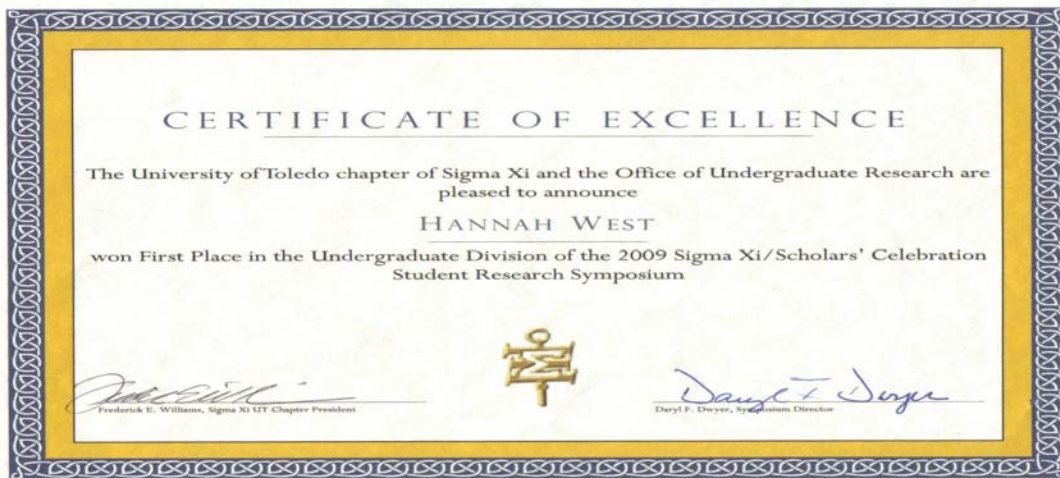 CERTIFICATE OF EXCELLENCE
The University of Toledo chapter of Sigma Xi and the Office of Undergraduate Research are
pleased to announce
HANNAH WEST
won First Place in the Undergraduate Division of the 2009 Sigma Xi/Scholars' Celebration
Student Research Symposium
Daryl F Dwyer
Frederick E. Williams, Sigma Xi UT Chapter President
Daryl F. Dwyer, Symposium Director